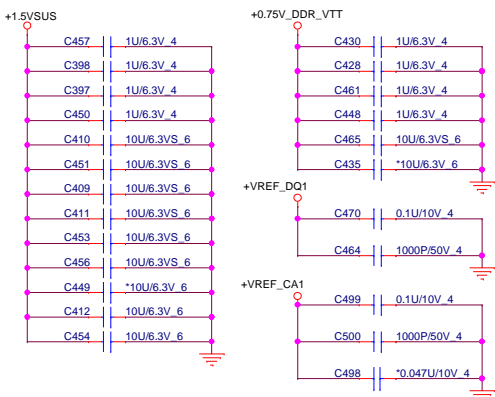 +1.5VSUS
C457 1U/6.3V_4
C398 1U/6.3V_4
C397 1U/6.3V_4
C450 1U/6.3V_4
C410 10U/6.3VS_6
C451 10U/6.3VS_6
C409 10U/6.3VS_6
C411 10U/6.3VS_6
C453 10U/6.3VS_6
C456 10U/6.3VS_6
C449 *10U/6.3V_6
C412 10U/6.3V_6
C454 10U/6.3V_6
+0.75V_DDR_VTT
C430 1U/6.3V_4
C428 1U/6.3V_4
C461 1U/6.3V_4
C448 1U/6.3V_4
C465 10U/6.3VS_6
C435 *10U/6.3V_6
+VREF_DQ1
C470 0.1U/10V_4
C464 1000P/50V_4
+VREF_CA1
C499 0.1U/10V_4
C500 1000P/50V_4
C498 *0.047U/10V_4